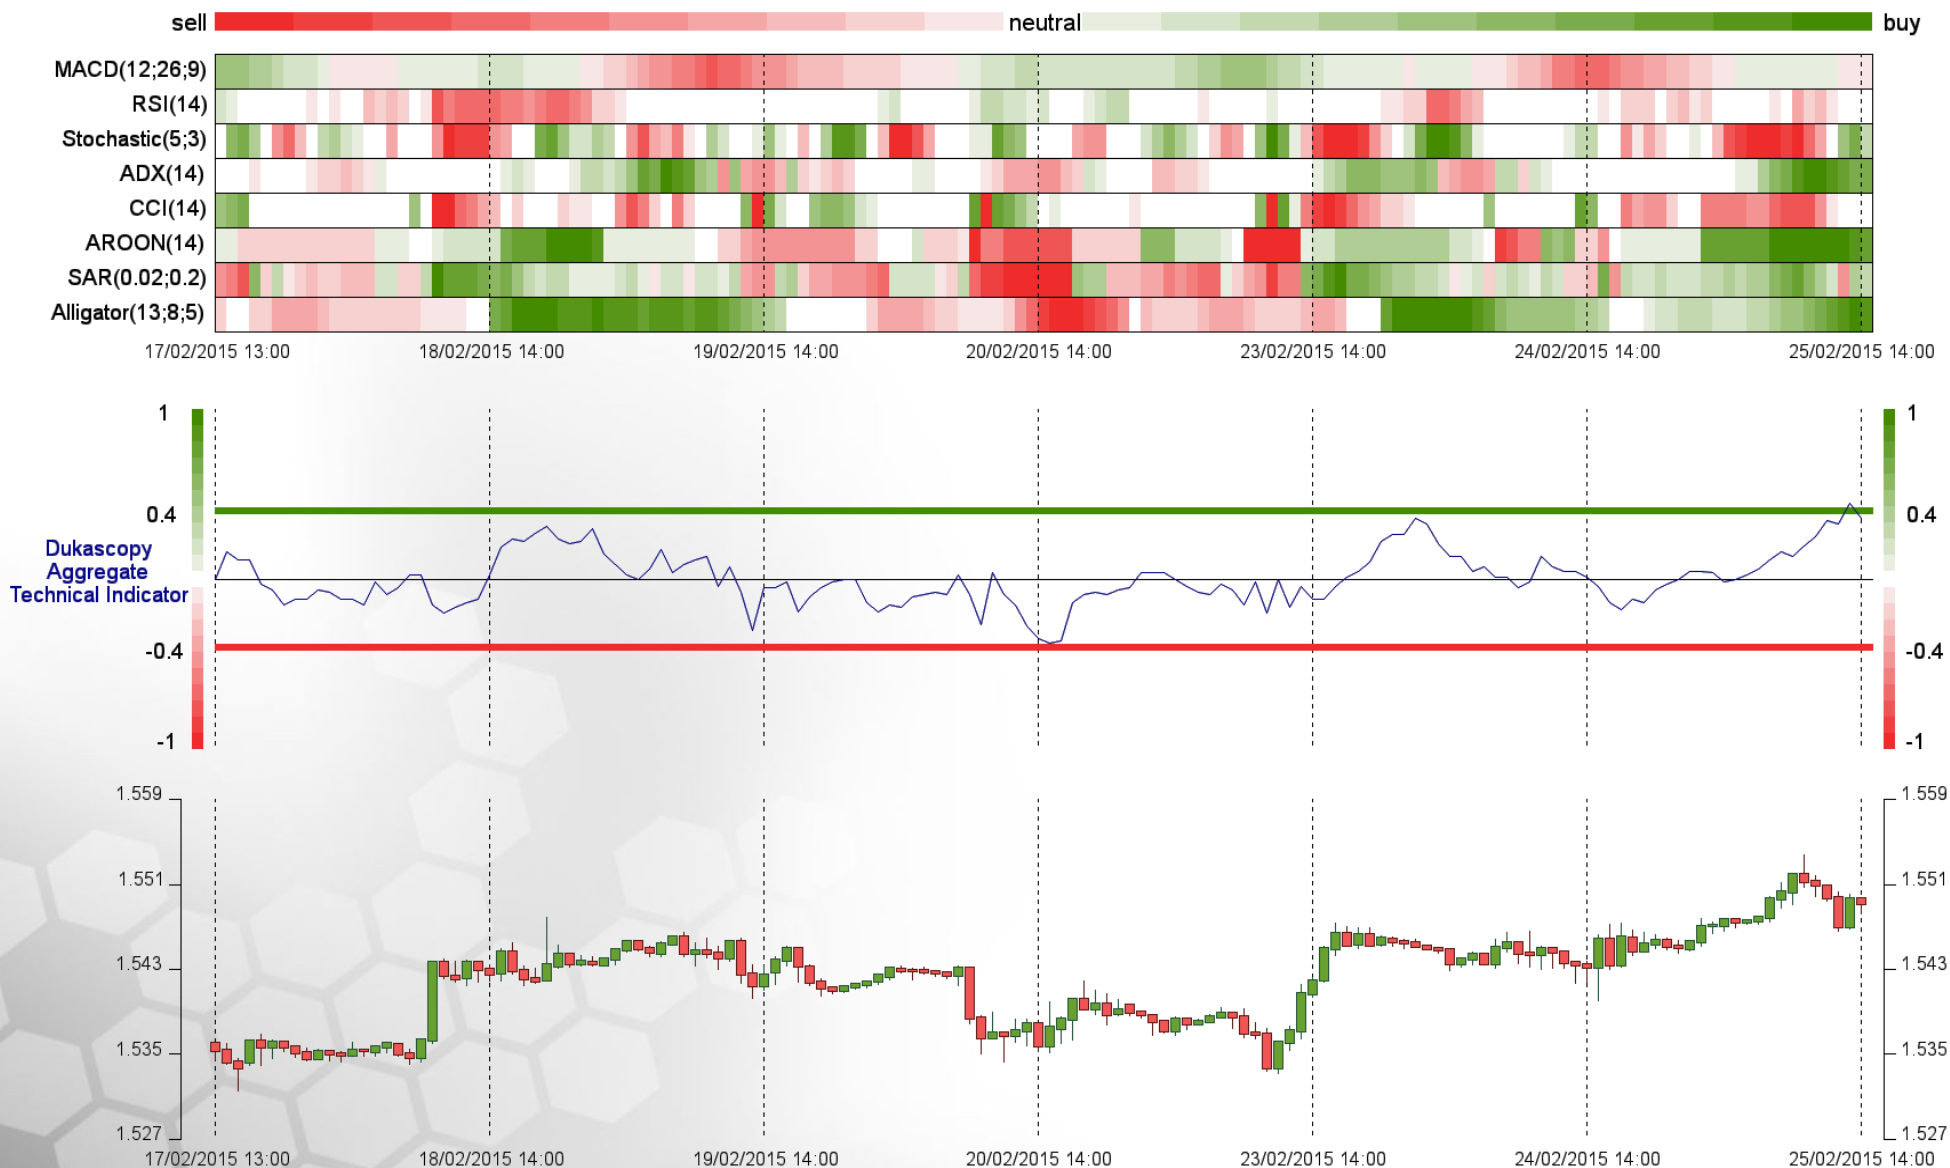 sell neutral buy
MACD(12;26;9)
RSI(14)
Stochastic(5;3)
ADX(14)
CCI(14)
AROON(14)
SAR(0.02;0.2)
Alligator(13;8;5)
17/02/2015 13:00 18/02/2015 14:00 19/02/2015 14:00 20/02/2015 14:00 23/02/2015 14:00 24/02/2015 14:00 25/02/2015 14:00
1 1
0.4 0.4
Dukascopy
Aggregate
Technical Indicator
-0.4 -0.4
-1 -1
1.559 1.559
1.551 1.551
1.543 1.543
1.535 1.535
1.527 1.527
17/02/2015 13:00 18/02/2015 14:00 19/02/2015 14:00 20/02/2015 14:00 23/02/2015 14:00 24/02/2015 14:00 25/02/2015 14:00